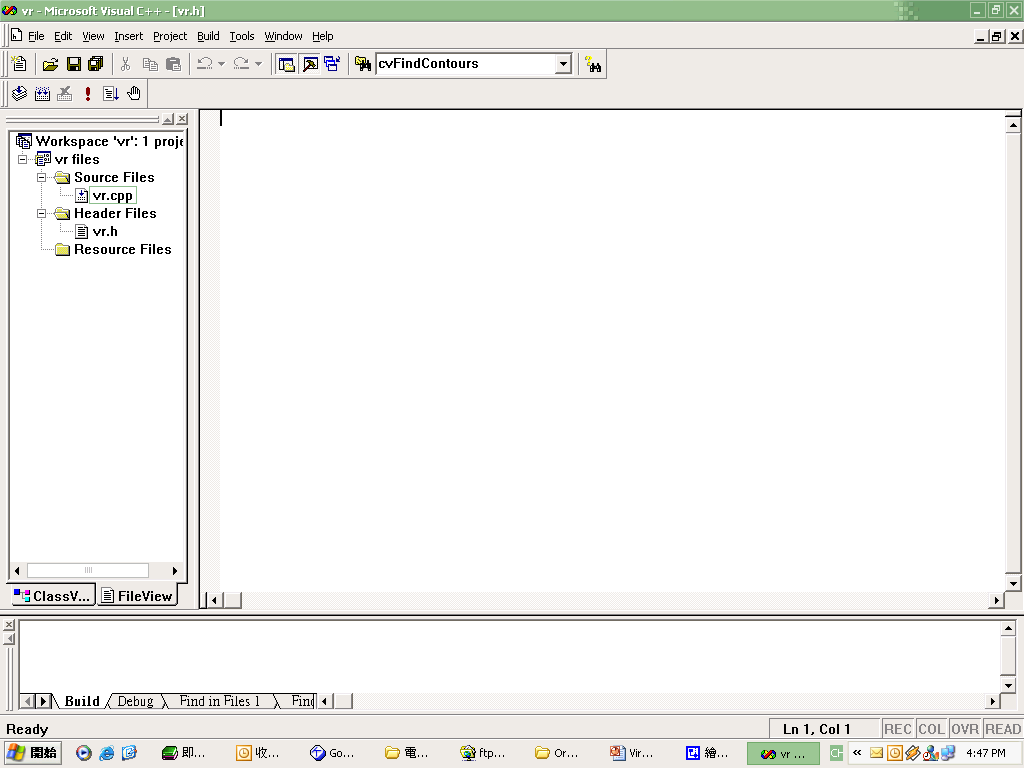 vr - Microsoft Visual C++ - [vr.h]
File Edit View Insert Project Build Tools Window Help
cvFindContours
Workspace 'vr': 1 proje
vr files
Source Files
vr.cpp
Header Files
vr.h
Resource Files
ClassV... FileView
Build Debug Find in Files 1 Find
Ready Ln 1, Col 1 REC COL OVR READ
開始 即... 收... Go... 電... ftp... Or... Vir... 繪... vr ... CH « 4:47 PM